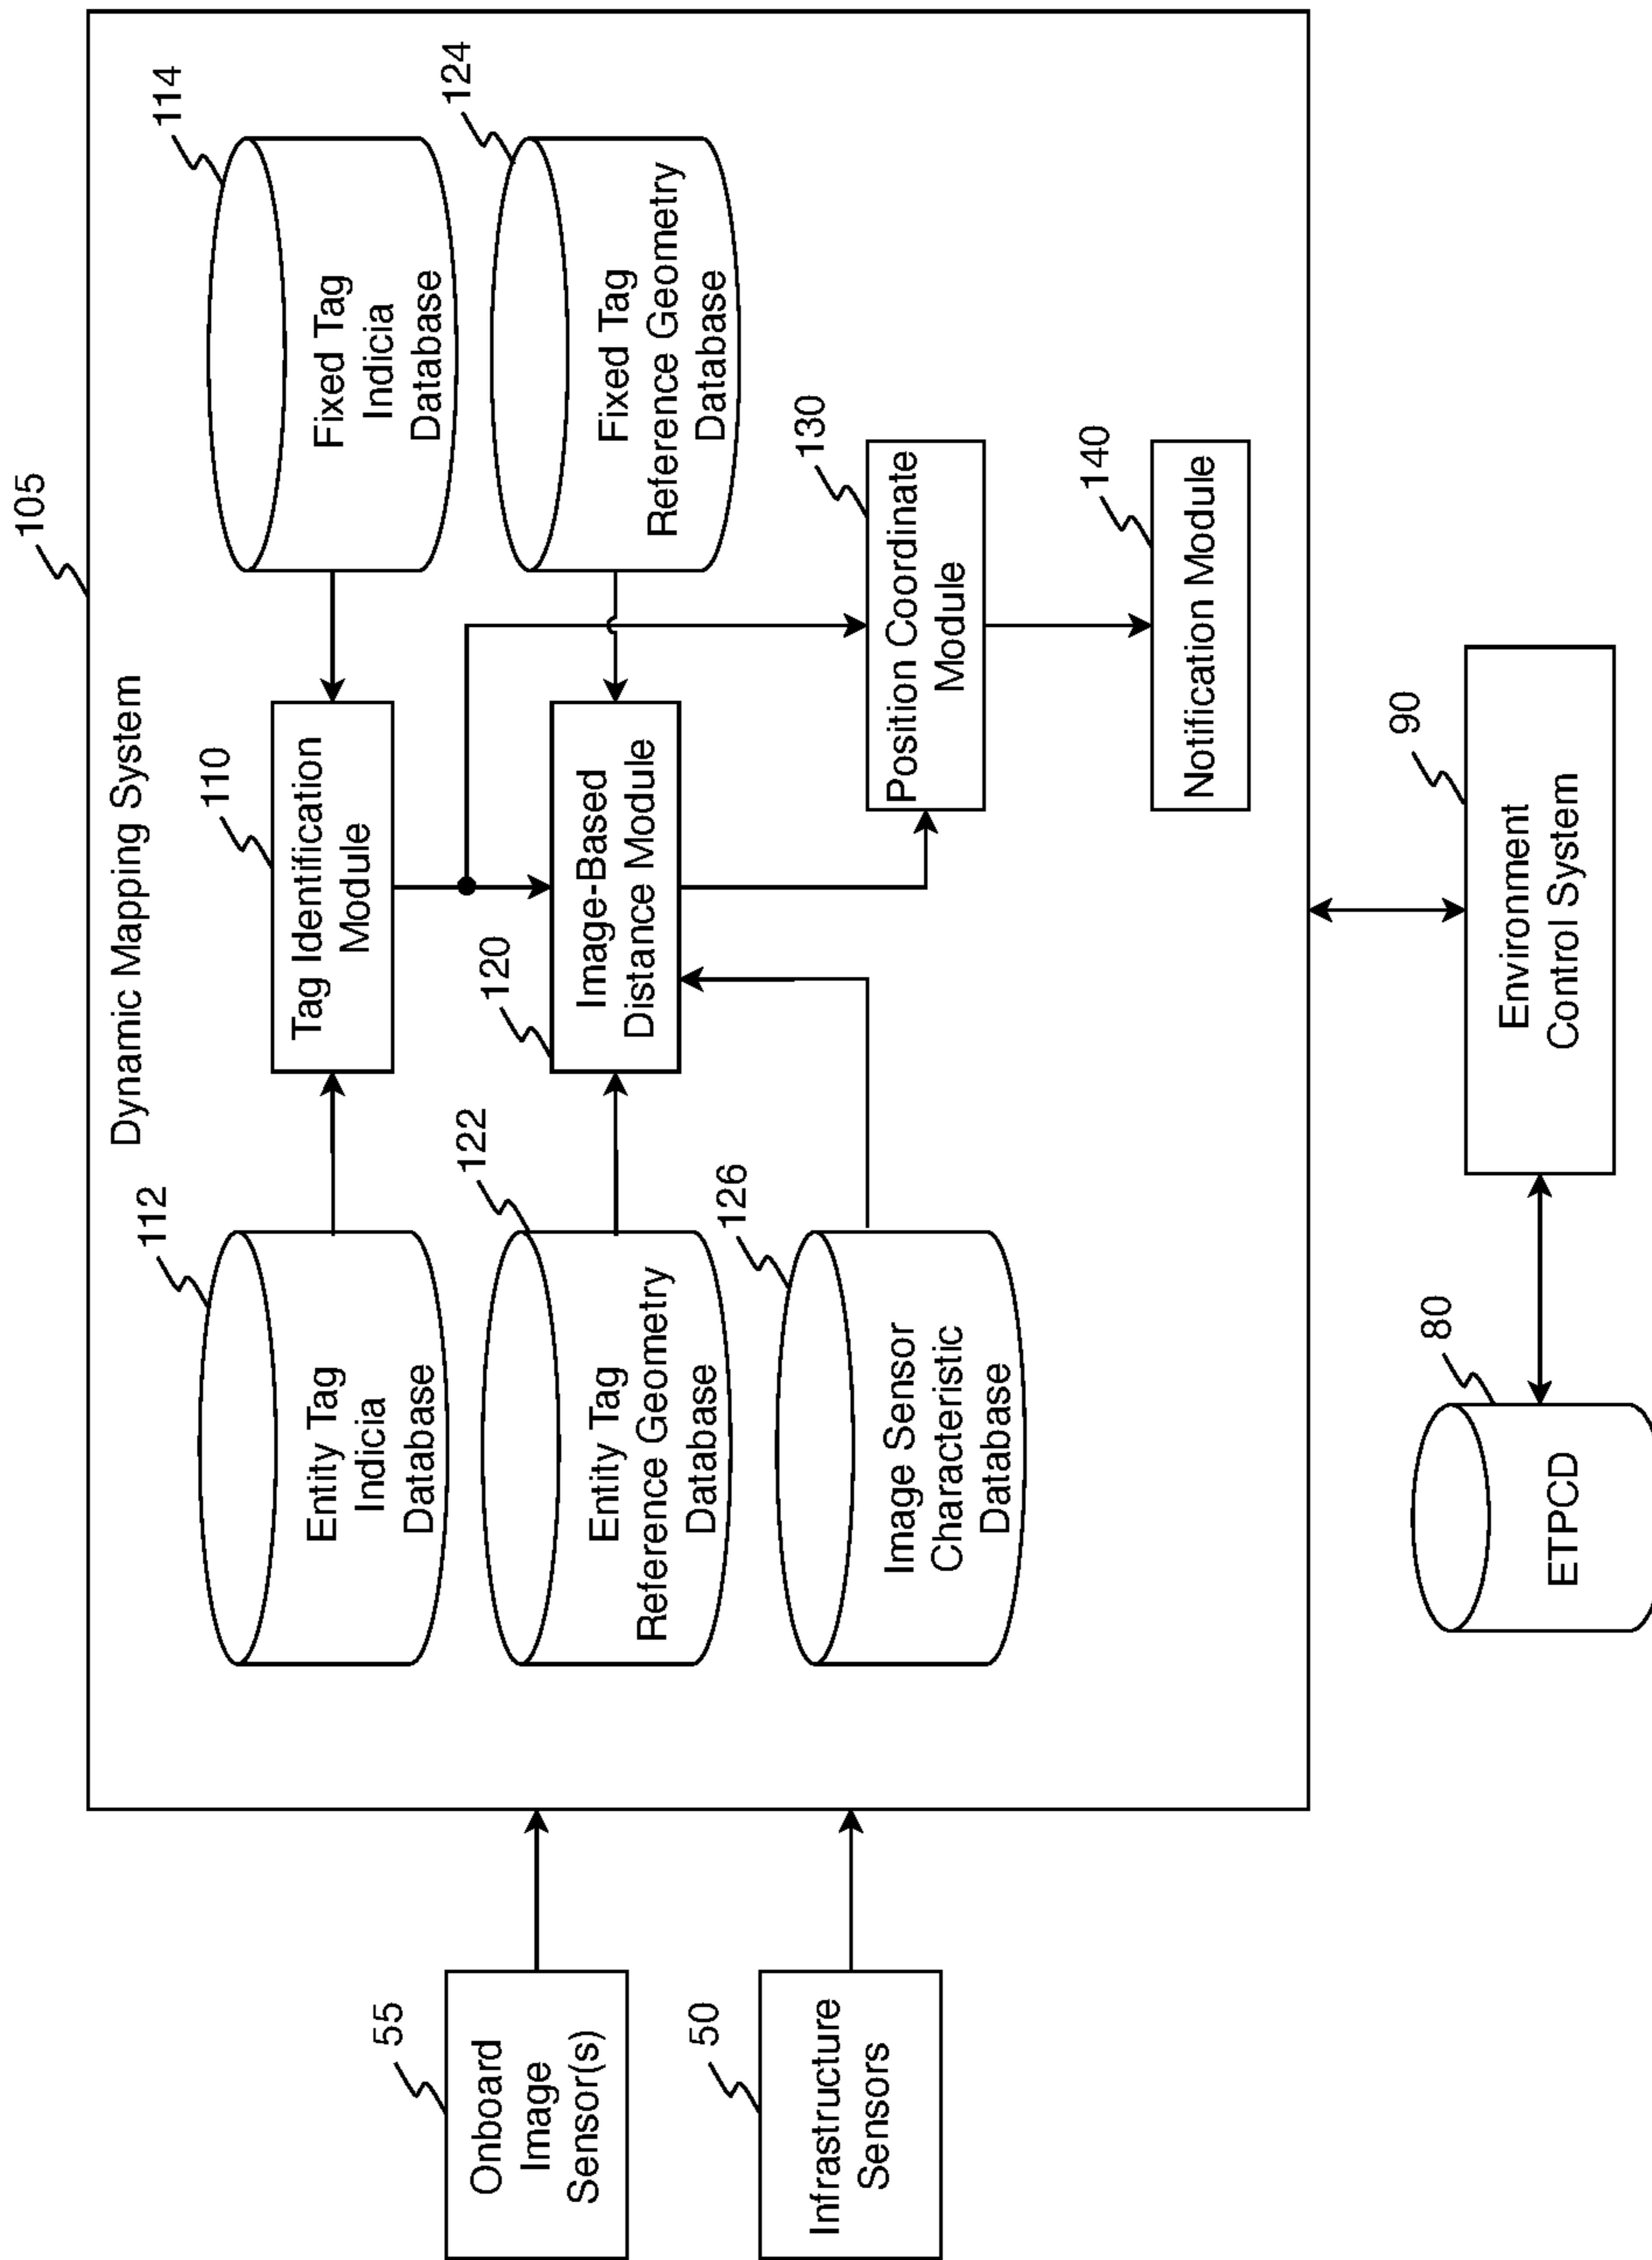 105
Dynamic Mapping System
112
Entity Tag
Indicia
Database
110
Tag Identification
Module
114
Fixed Tag
Indicia
Database
55
Onboard
Image
Sensor(s)
122
Entity Tag
Reference Geometry
Database
120
Image-Based
Distance Module
124
Fixed Tag
Reference Geometry
Database
50
Infrastructure
Sensors
126
Image Sensor
Characteristic
Database
130
Position Coordinate
Module
140
Notification Module
80
ETPCD
90
Environment
Control System